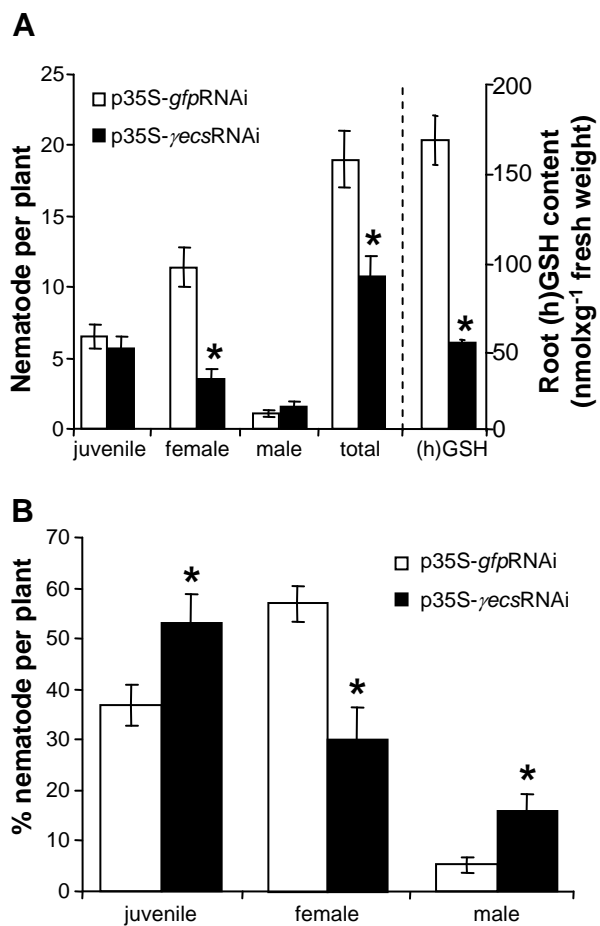 A
Nematode per plant
25
20
15
10
5
0
p35S-gfpRNAi
p35S-γecsRNAi
*
*
*
juvenile female male total (h)GSH
200
150
100
50
0
Root (h)GSH content
(nmolxg⁻¹ fresh weight)
B
% nematode per plant
70
60
50
40
30
20
10
0
p35S-gfpRNAi
p35S-γecsRNAi
*
*
*
juvenile female male